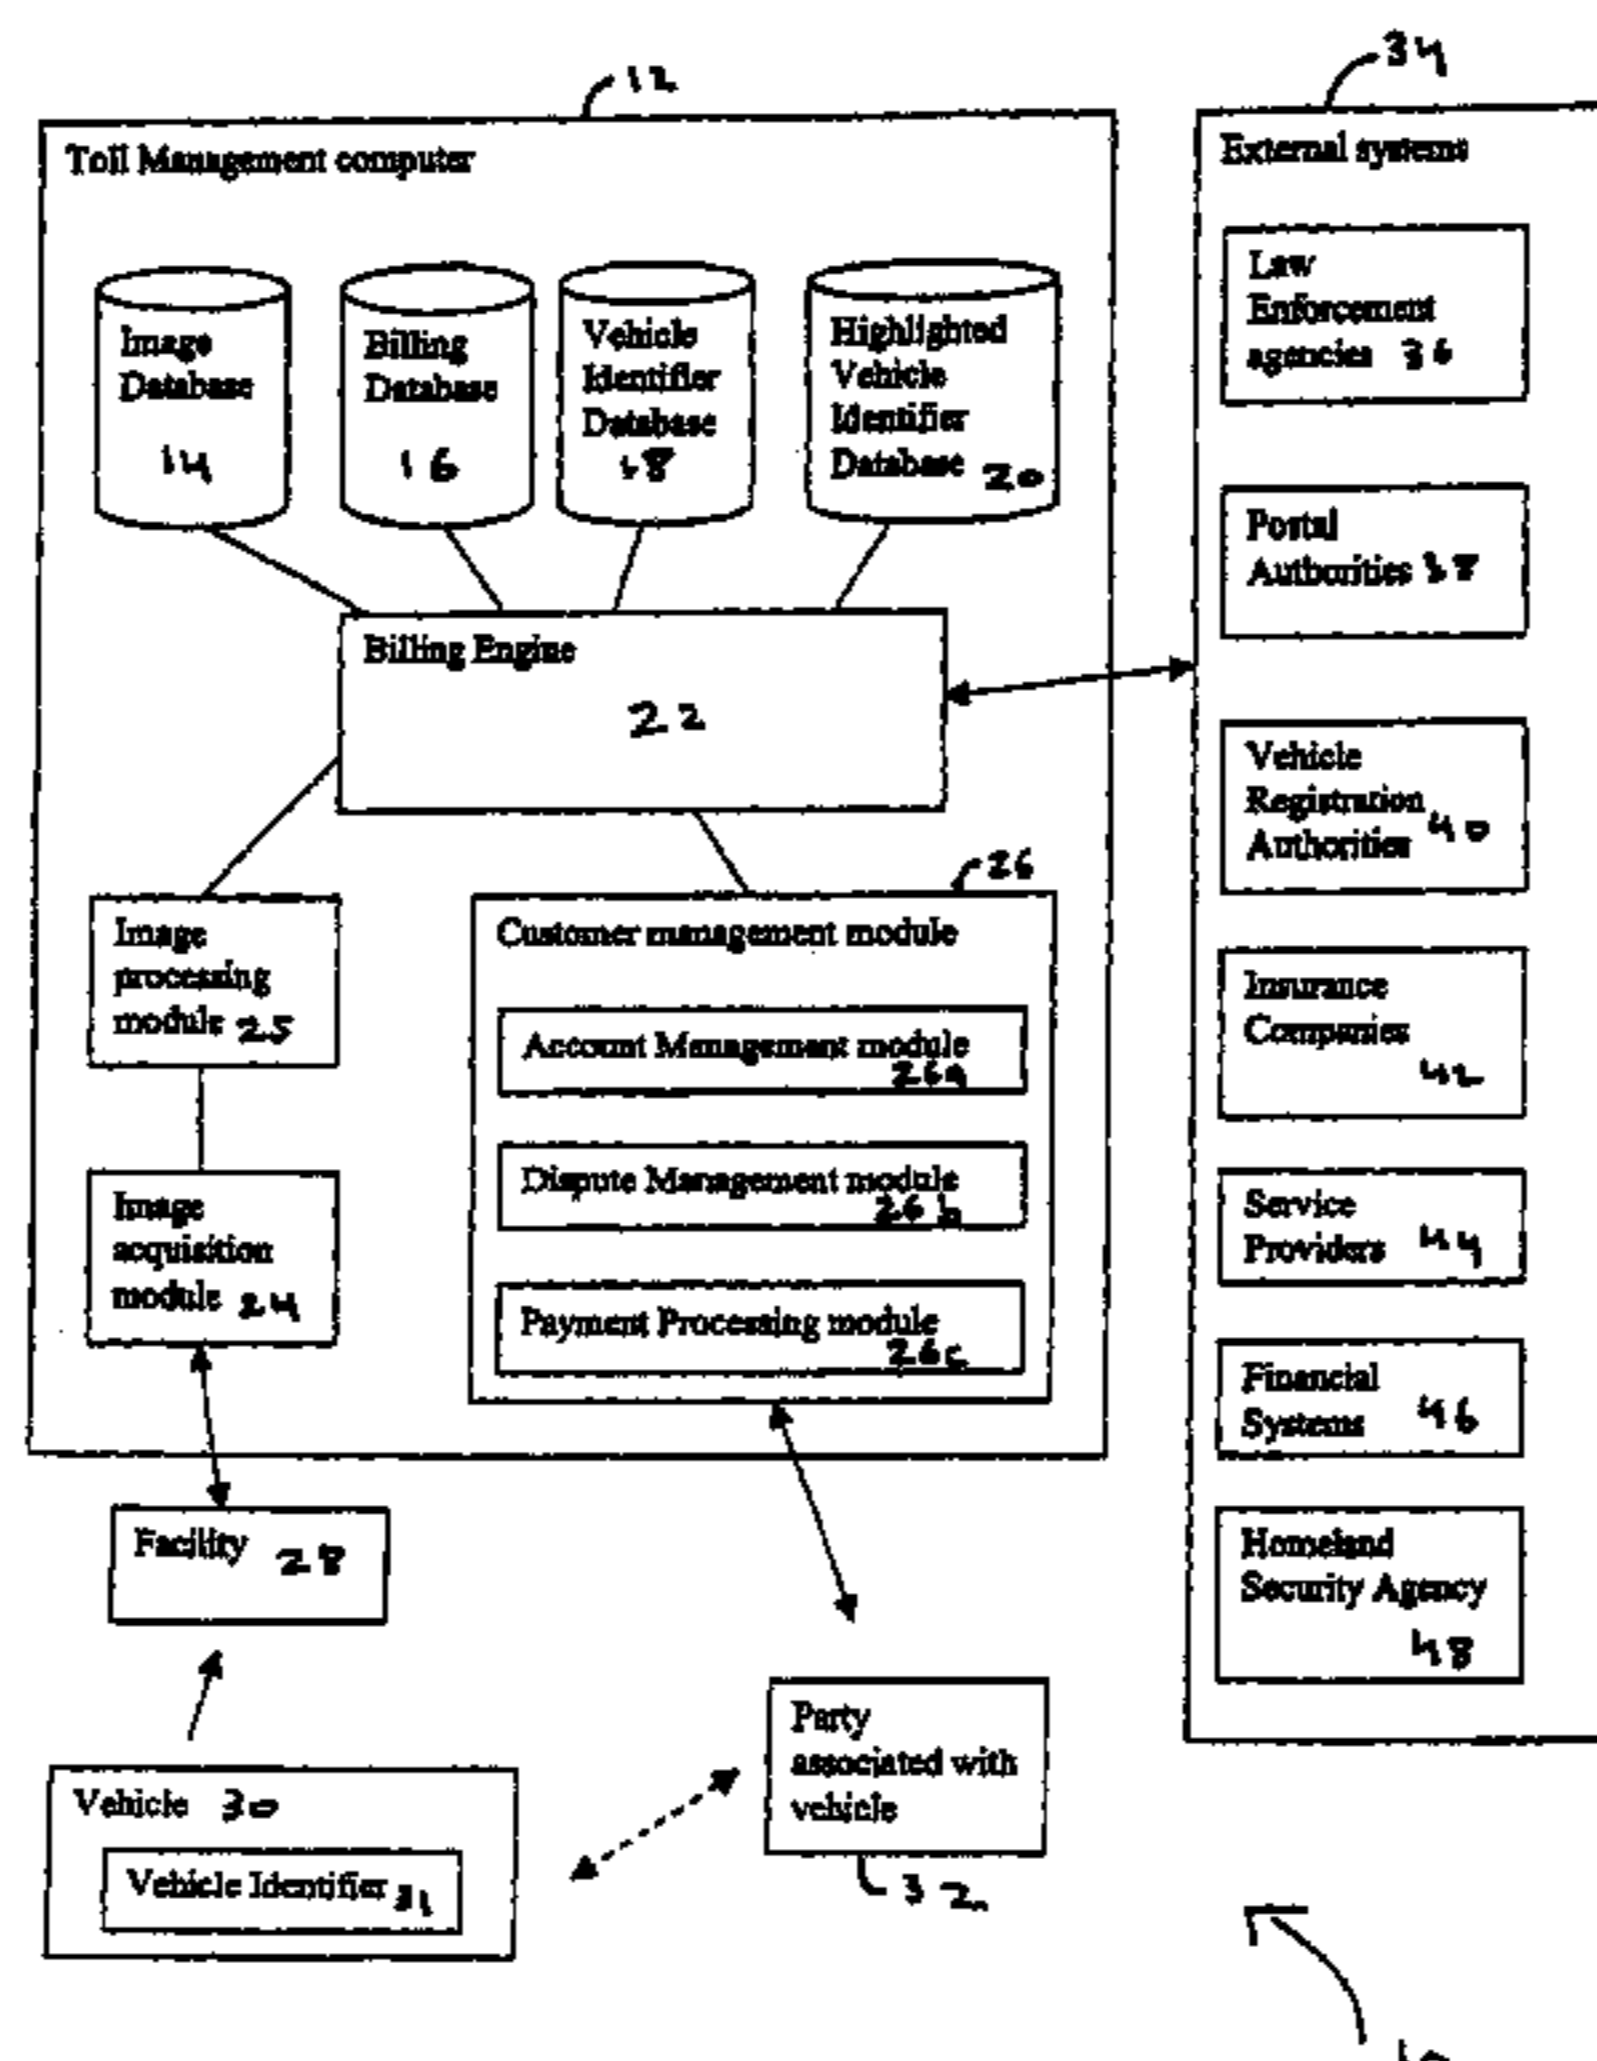 12
34
Toll Management computer
External systems
Image
Database
14
Billing
Database
16
Vehicle
Identifier
Database
18
Highlighted
Vehicle
Identifier
Database 20
Law
Enforcement
agencies 36
Postal
Authorities 38
Billing Engine
22
Vehicle
Registration
Authorities 40
26
Image
processing
module 25
Customer management module
Account Management module
26a
Insurance
Companies
42
Dispute Management module
26b
Image
acquisition
module 24
Service
Providers 44
Payment Processing module
26c
Financial
Systems 46
Facility 28
Homeland
Security Agency
48
Party
associated with
vehicle
32
Vehicle 30
Vehicle Identifier 31